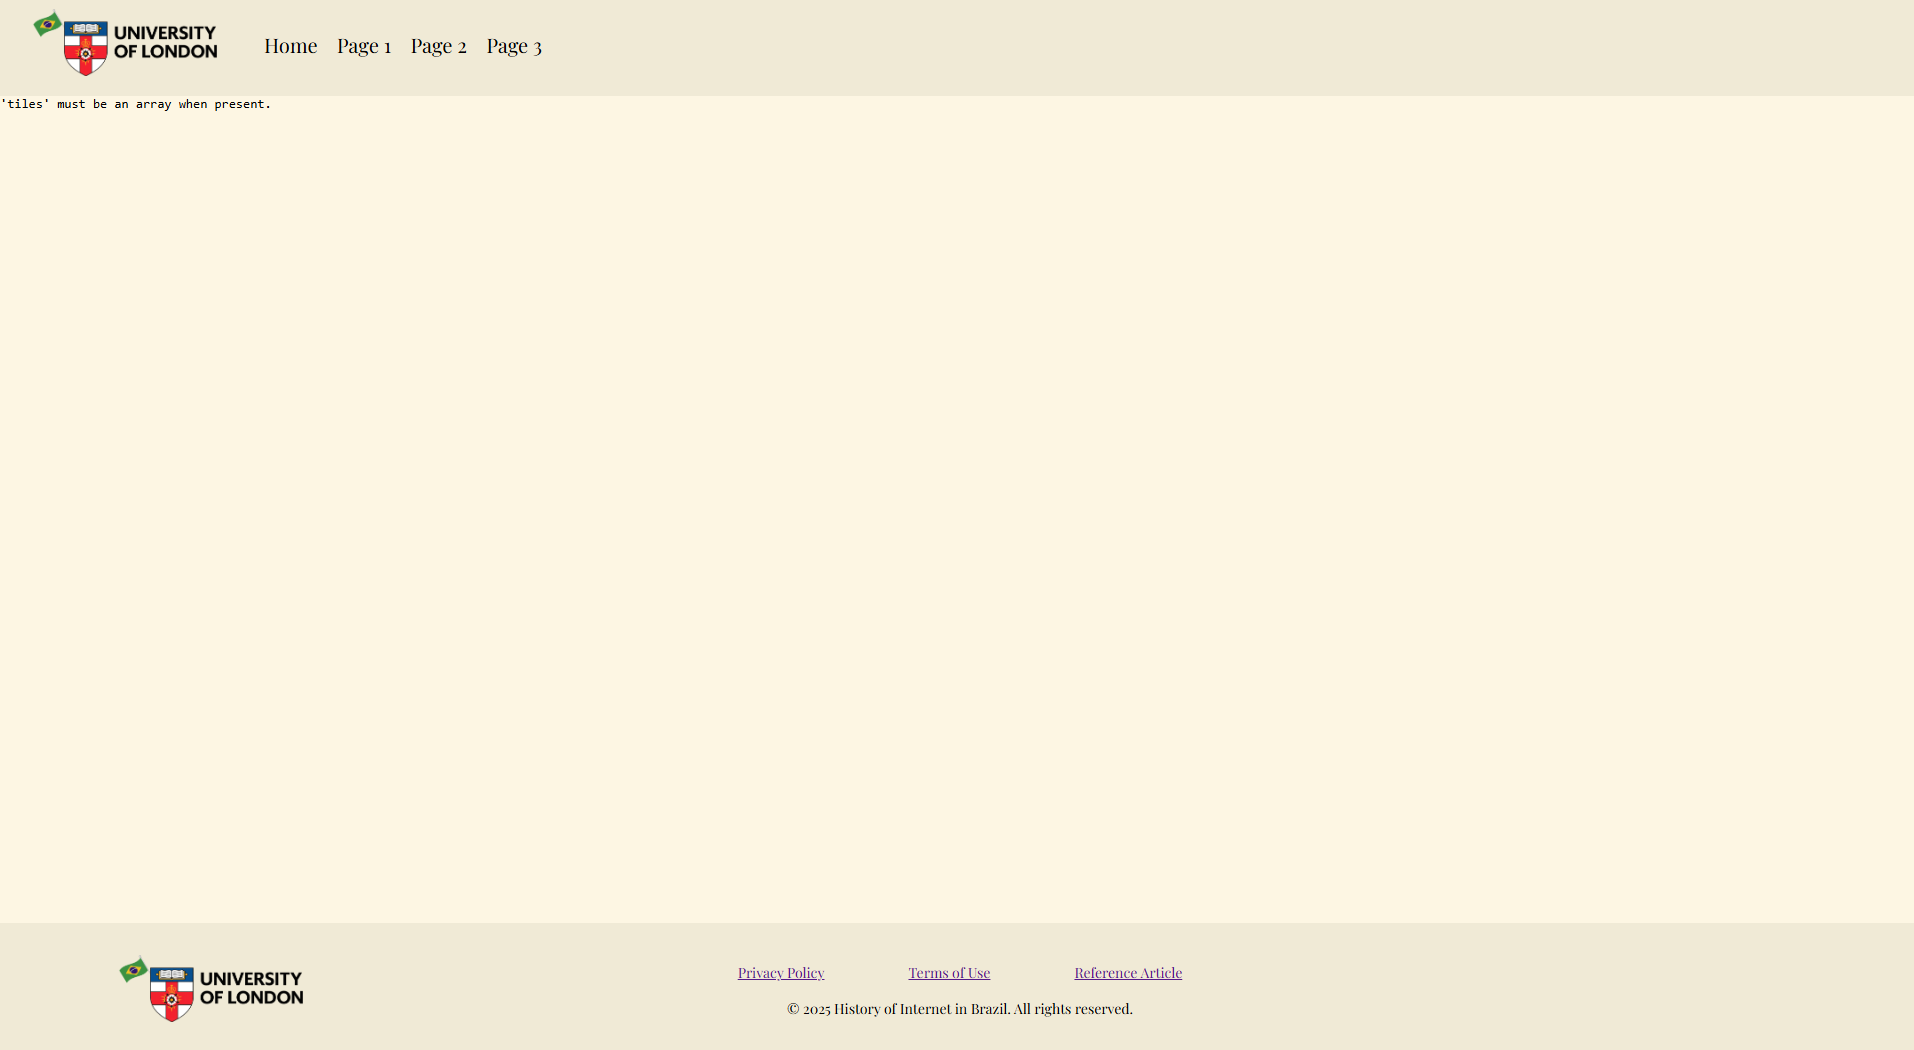 UNIVERSITY
OF LONDON
Home Page 1 Page 2 Page 3
'tiles' must be an array when present.
UNIVERSITY
OF LONDON
Privacy Policy Terms of Use Reference Article
© 2025 History of Internet in Brazil. All rights reserved.